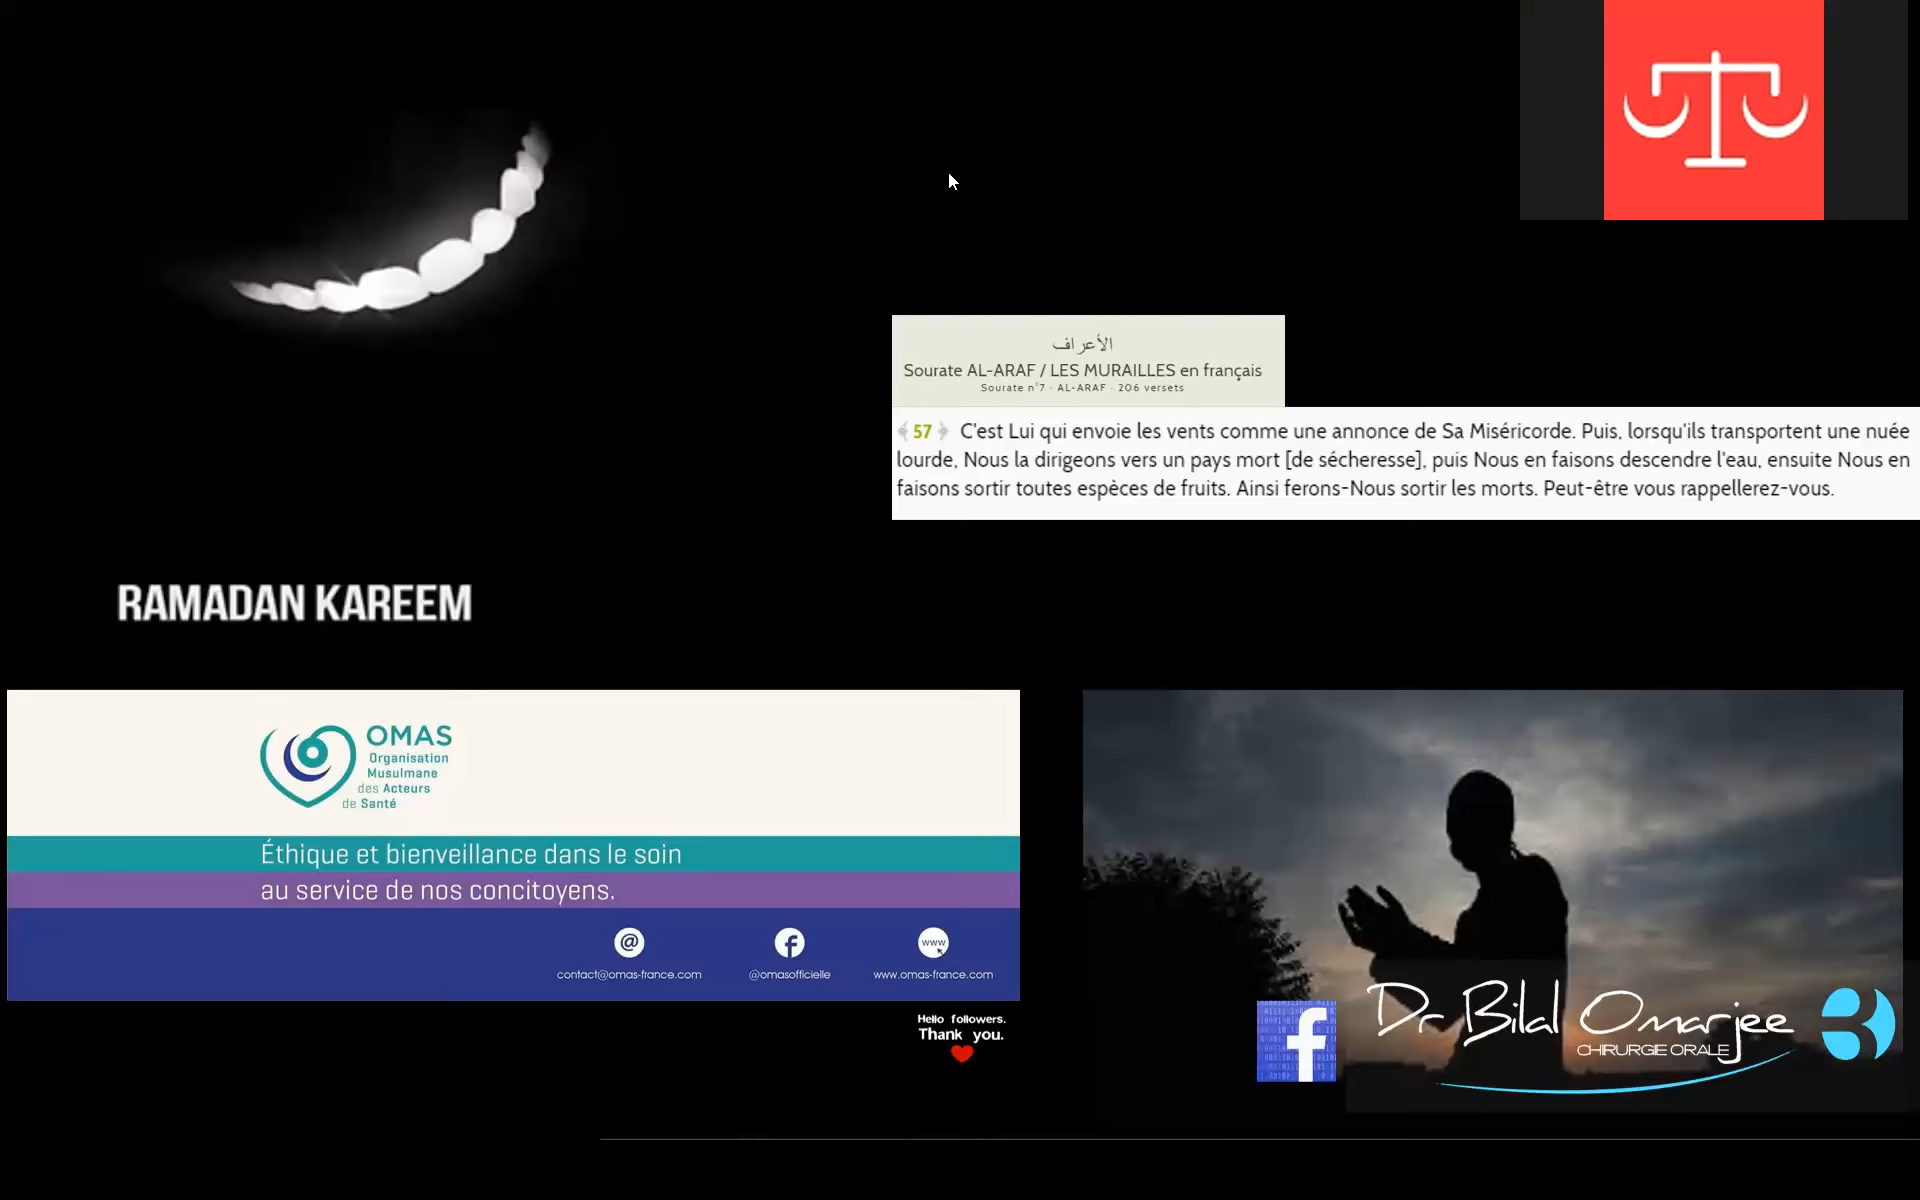 الأعراف
Sourate AL-ARAF / LES MURAILLES en français
Sourate n°7 · AL-ARAF · 206 versets
57 C'est Lui qui envoie les vents comme une annonce de Sa Miséricorde. Puis, lorsqu'ils transportent une nuée
lourde, Nous la dirigeons vers un pays mort [de sécheresse], puis Nous en faisons descendre l'eau, ensuite Nous en
faisons sortir toutes espèces de fruits. Ainsi ferons-Nous sortir les morts. Peut-être vous rappellerez-vous.
RAMADAN KAREEM
OMAS
Organisation
Musulmane
des Acteurs
de Santé
Éthique et bienveillance dans le soin
au service de nos concitoyens.
@ f www
contact@omas-france.com @omasofficielle www.omas-france.com
Hello followers.
Thank you.
f
Dr Bilal Omarjee
CHIRURGIE ORALE